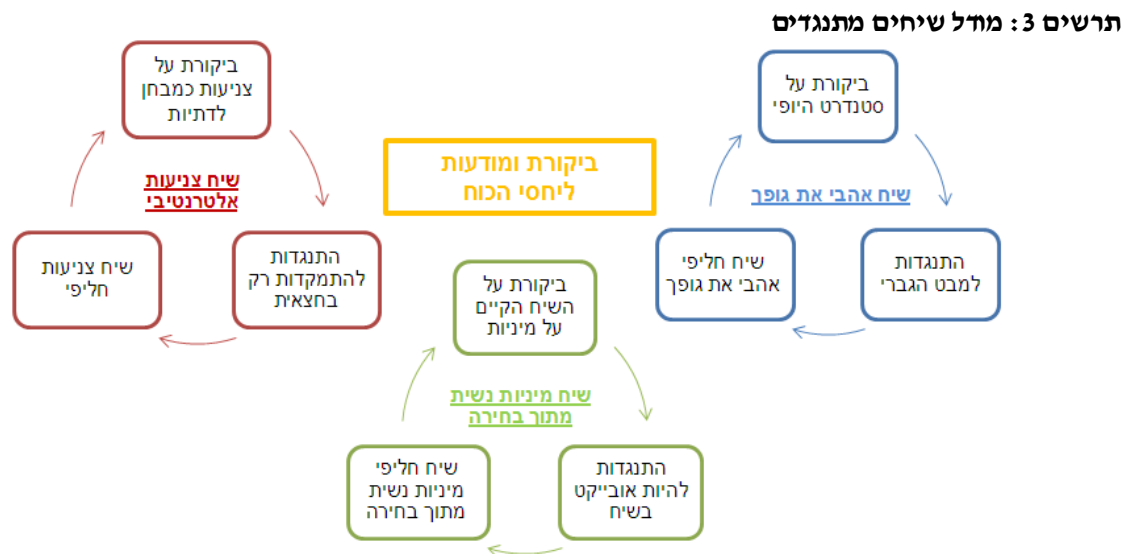 תרשים 3: מודל שיחים מתנגדים
ביקורת על
סטנדרט היופי
שיח אהבי את גופך
התנגדות
למבט הגברי
שיח חליפי
אהבי את גופך
ביקורת ומודעות
ליחסי הכוח
ביקורת על
צניעות כמבחן
לדתיות
שיח צניעות
אלטרנטיבי
התנגדות
להתמקדות רק
בחצאית
שיח צניעות
חליפי
ביקורת על
השיח הקיים
על מיניות
שיח מיניות נשית
מתוך בחירה
התנגדות
להיות אובייקט
בשיח
שיח חליפי
מיניות נשית
מתוך בחירה